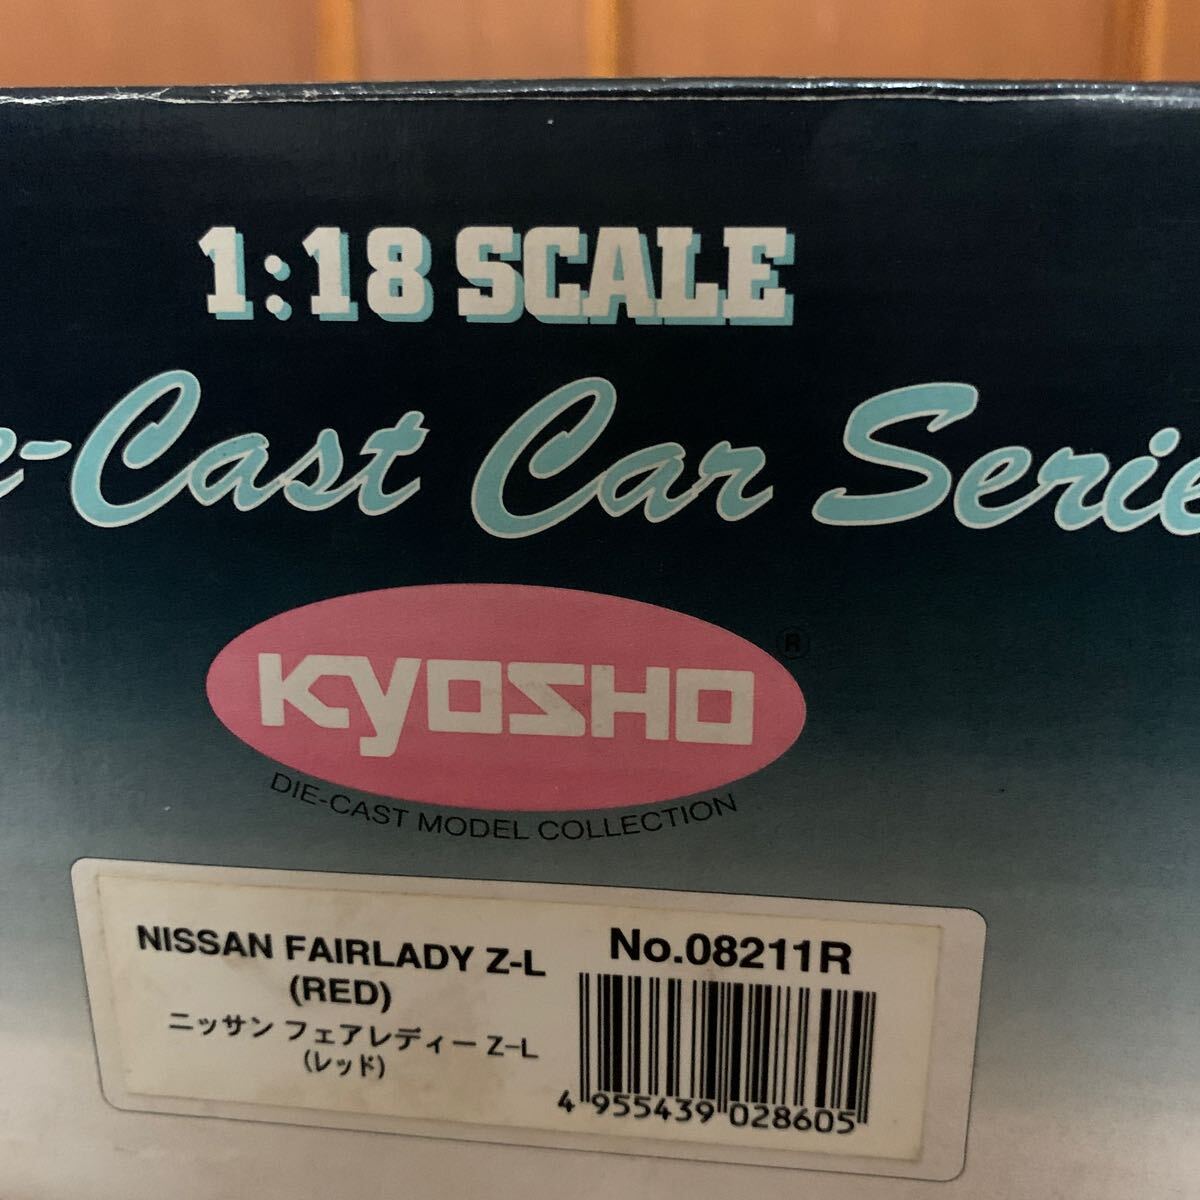 1:18 SCALE
e-Cast Car Serie
KYOSHO
®
DIE-CAST MODEL COLLECTION
NISSAN FAIRLADY Z-L
(RED)
ニッサン フェアレディー Z-L
(レッド)
No.08211R
4 955439 028605